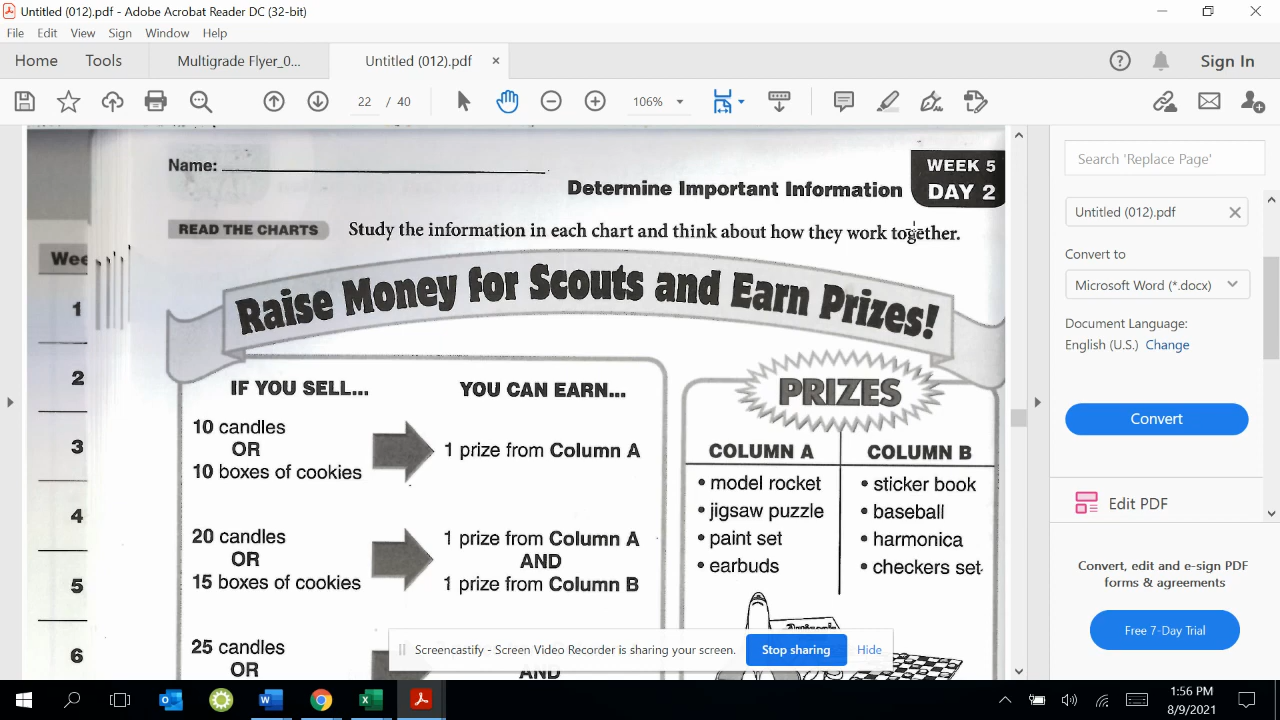 Untitled (012).pdf - Adobe Acrobat Reader DC (32-bit)
File Edit View Sign Window Help
Home Tools Multigrade Flyer_0... Untitled (012).pdf × Sign In
22 / 40 106%
Name:
Determine Important Information
WEEK 5
DAY 2
READ THE CHARTS Study the information in each chart and think about how they work together.
Wee
1
2
3
4
5
6
Raise Money for Scouts and Earn Prizes!
IF YOU SELL... YOU CAN EARN...
10 candles
OR
10 boxes of cookies
1 prize from Column A
20 candles
OR
15 boxes of cookies
1 prize from Column A
AND
1 prize from Column B
25 candles
OR
AND
PRIZES
COLUMN A
• model rocket
• jigsaw puzzle
• paint set
• earbuds
COLUMN B
• sticker book
• baseball
• harmonica
• checkers set
Search 'Replace Page'
Untitled (012).pdf
Convert to
Microsoft Word (*.docx)
Document Language:
English (U.S.) Change
Convert
Edit PDF
Convert, edit and e-sign PDF
forms & agreements
Free 7-Day Trial
Screencastify - Screen Video Recorder is sharing your screen. Stop sharing Hide
1:56 PM
8/9/2021